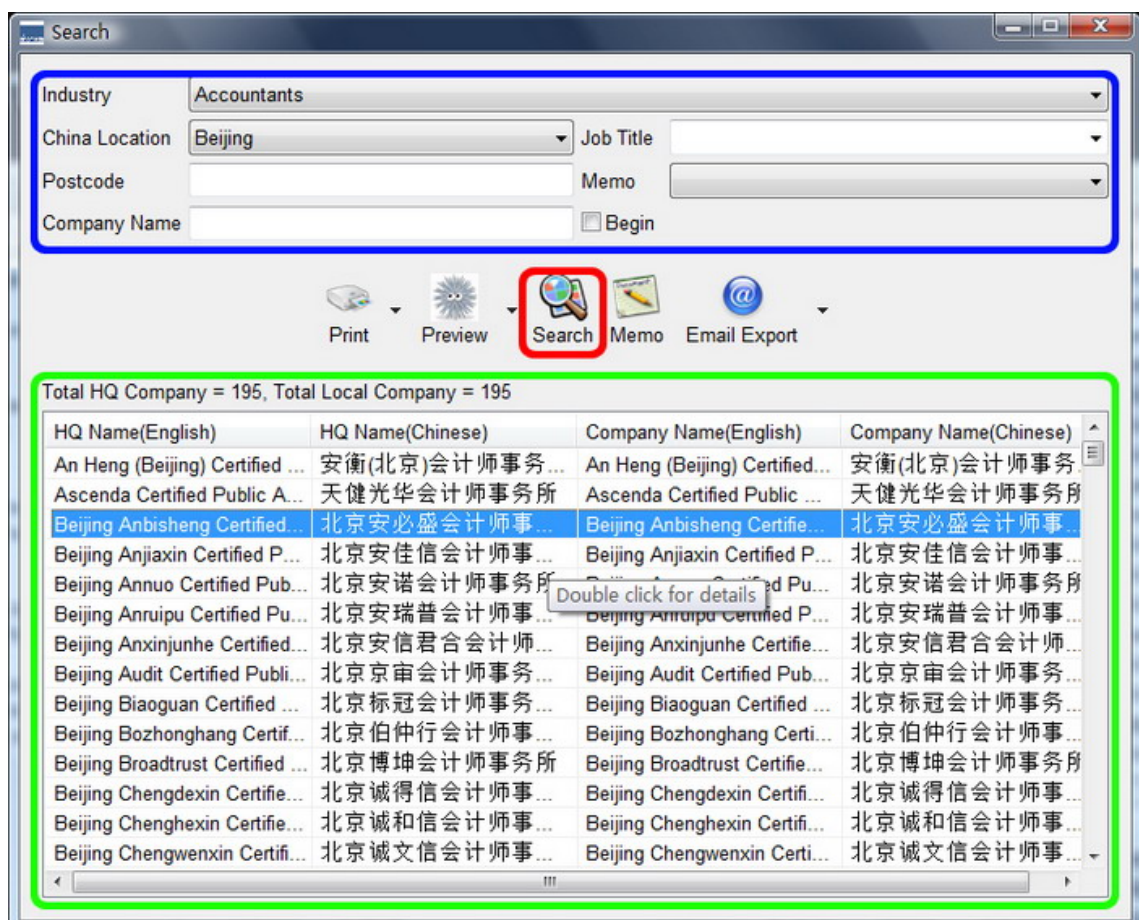 Search
Industry Accountants
China Location Beijing Job Title
Postcode Memo
Company Name Begin
Print Preview Search Memo Email Export
Total HQ Company = 195, Total Local Company = 195
HQ Name(English) HQ Name(Chinese) Company Name(English) Company Name(Chinese)
An Heng (Beijing) Certified ... 安衡(北京)会计师事务... An Heng (Beijing) Certified... 安衡(北京)会计师事务
Ascenda Certified Public A... 天健光华会计师事务所 Ascenda Certified Public ... 天健光华会计师事务所
Beijing Anbisheng Certified... 北京安必盛会计师事... Beijing Anbisheng Certifie... 北京安必盛会计师事...
Beijing Anjiaxin Certified P... 北京安佳信会计师事... Beijing Anjiaxin Certified P... 北京安佳信会计师事...
Beijing Annuo Certified Pub... 北京安诺会计师事务所 Pu... 北京安诺会计师事务所
Double click for details
Beijing Anruipu Certified Pu... 北京安瑞普会计师事... Beijing Anruipu Certified P... 北京安瑞普会计师事...
Beijing Anxinjunhe Certified... 北京安信君合会计师... Beijing Anxinjunhe Certifie... 北京安信君合会计师...
Beijing Audit Certified Publi... 北京京宙会计师事务... Beijing Audit Certified Pub... 北京京宙会计师事务...
Beijing Biaoguan Certified ... 北京标冠会计师事务... Beijing Biaoguan Certified ... 北京标冠会计师事务...
Beijing Bozhonghang Certif... 北京伯仲行会计师事... Beijing Bozhonghang Certi... 北京伯仲行会计师事...
Beijing Broadtrust Certified ... 北京博坤会计师事务所 Beijing Broadtrust Certifie... 北京博坤会计师事务所
Beijing Chengdexin Certifie... 北京诚得信会计师事... Beijing Chengdexin Certifi... 北京诚得信会计师事...
Beijing Chenghexin Certifie... 北京诚和信会计师事... Beijing Chenghexin Certifi... 北京诚和信会计师事...
Beijing Chengwenxin Certifi... 北京诚文信会计师事... Beijing Chengwenxin Certi... 北京诚文信会计师事...